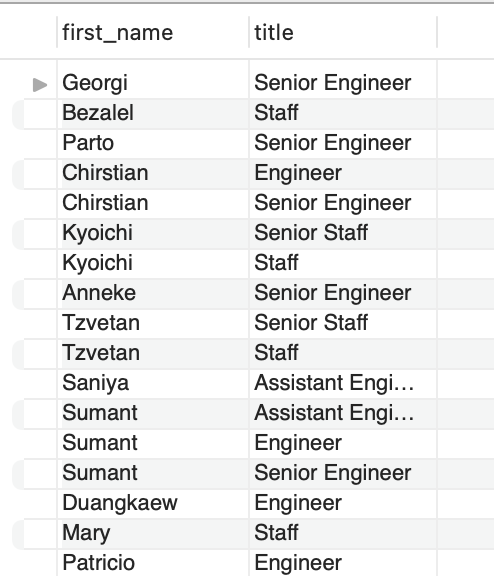 first_name title
Georgi Senior Engineer
Bezalel Staff
Parto Senior Engineer
Chirstian Engineer
Chirstian Senior Engineer
Kyoichi Senior Staff
Kyoichi Staff
Anneke Senior Engineer
Tzvetan Senior Staff
Tzvetan Staff
Saniya Assistant Engi…
Sumant Assistant Engi…
Sumant Engineer
Sumant Senior Engineer
Duangkaew Engineer
Mary Staff
Patricio Engineer